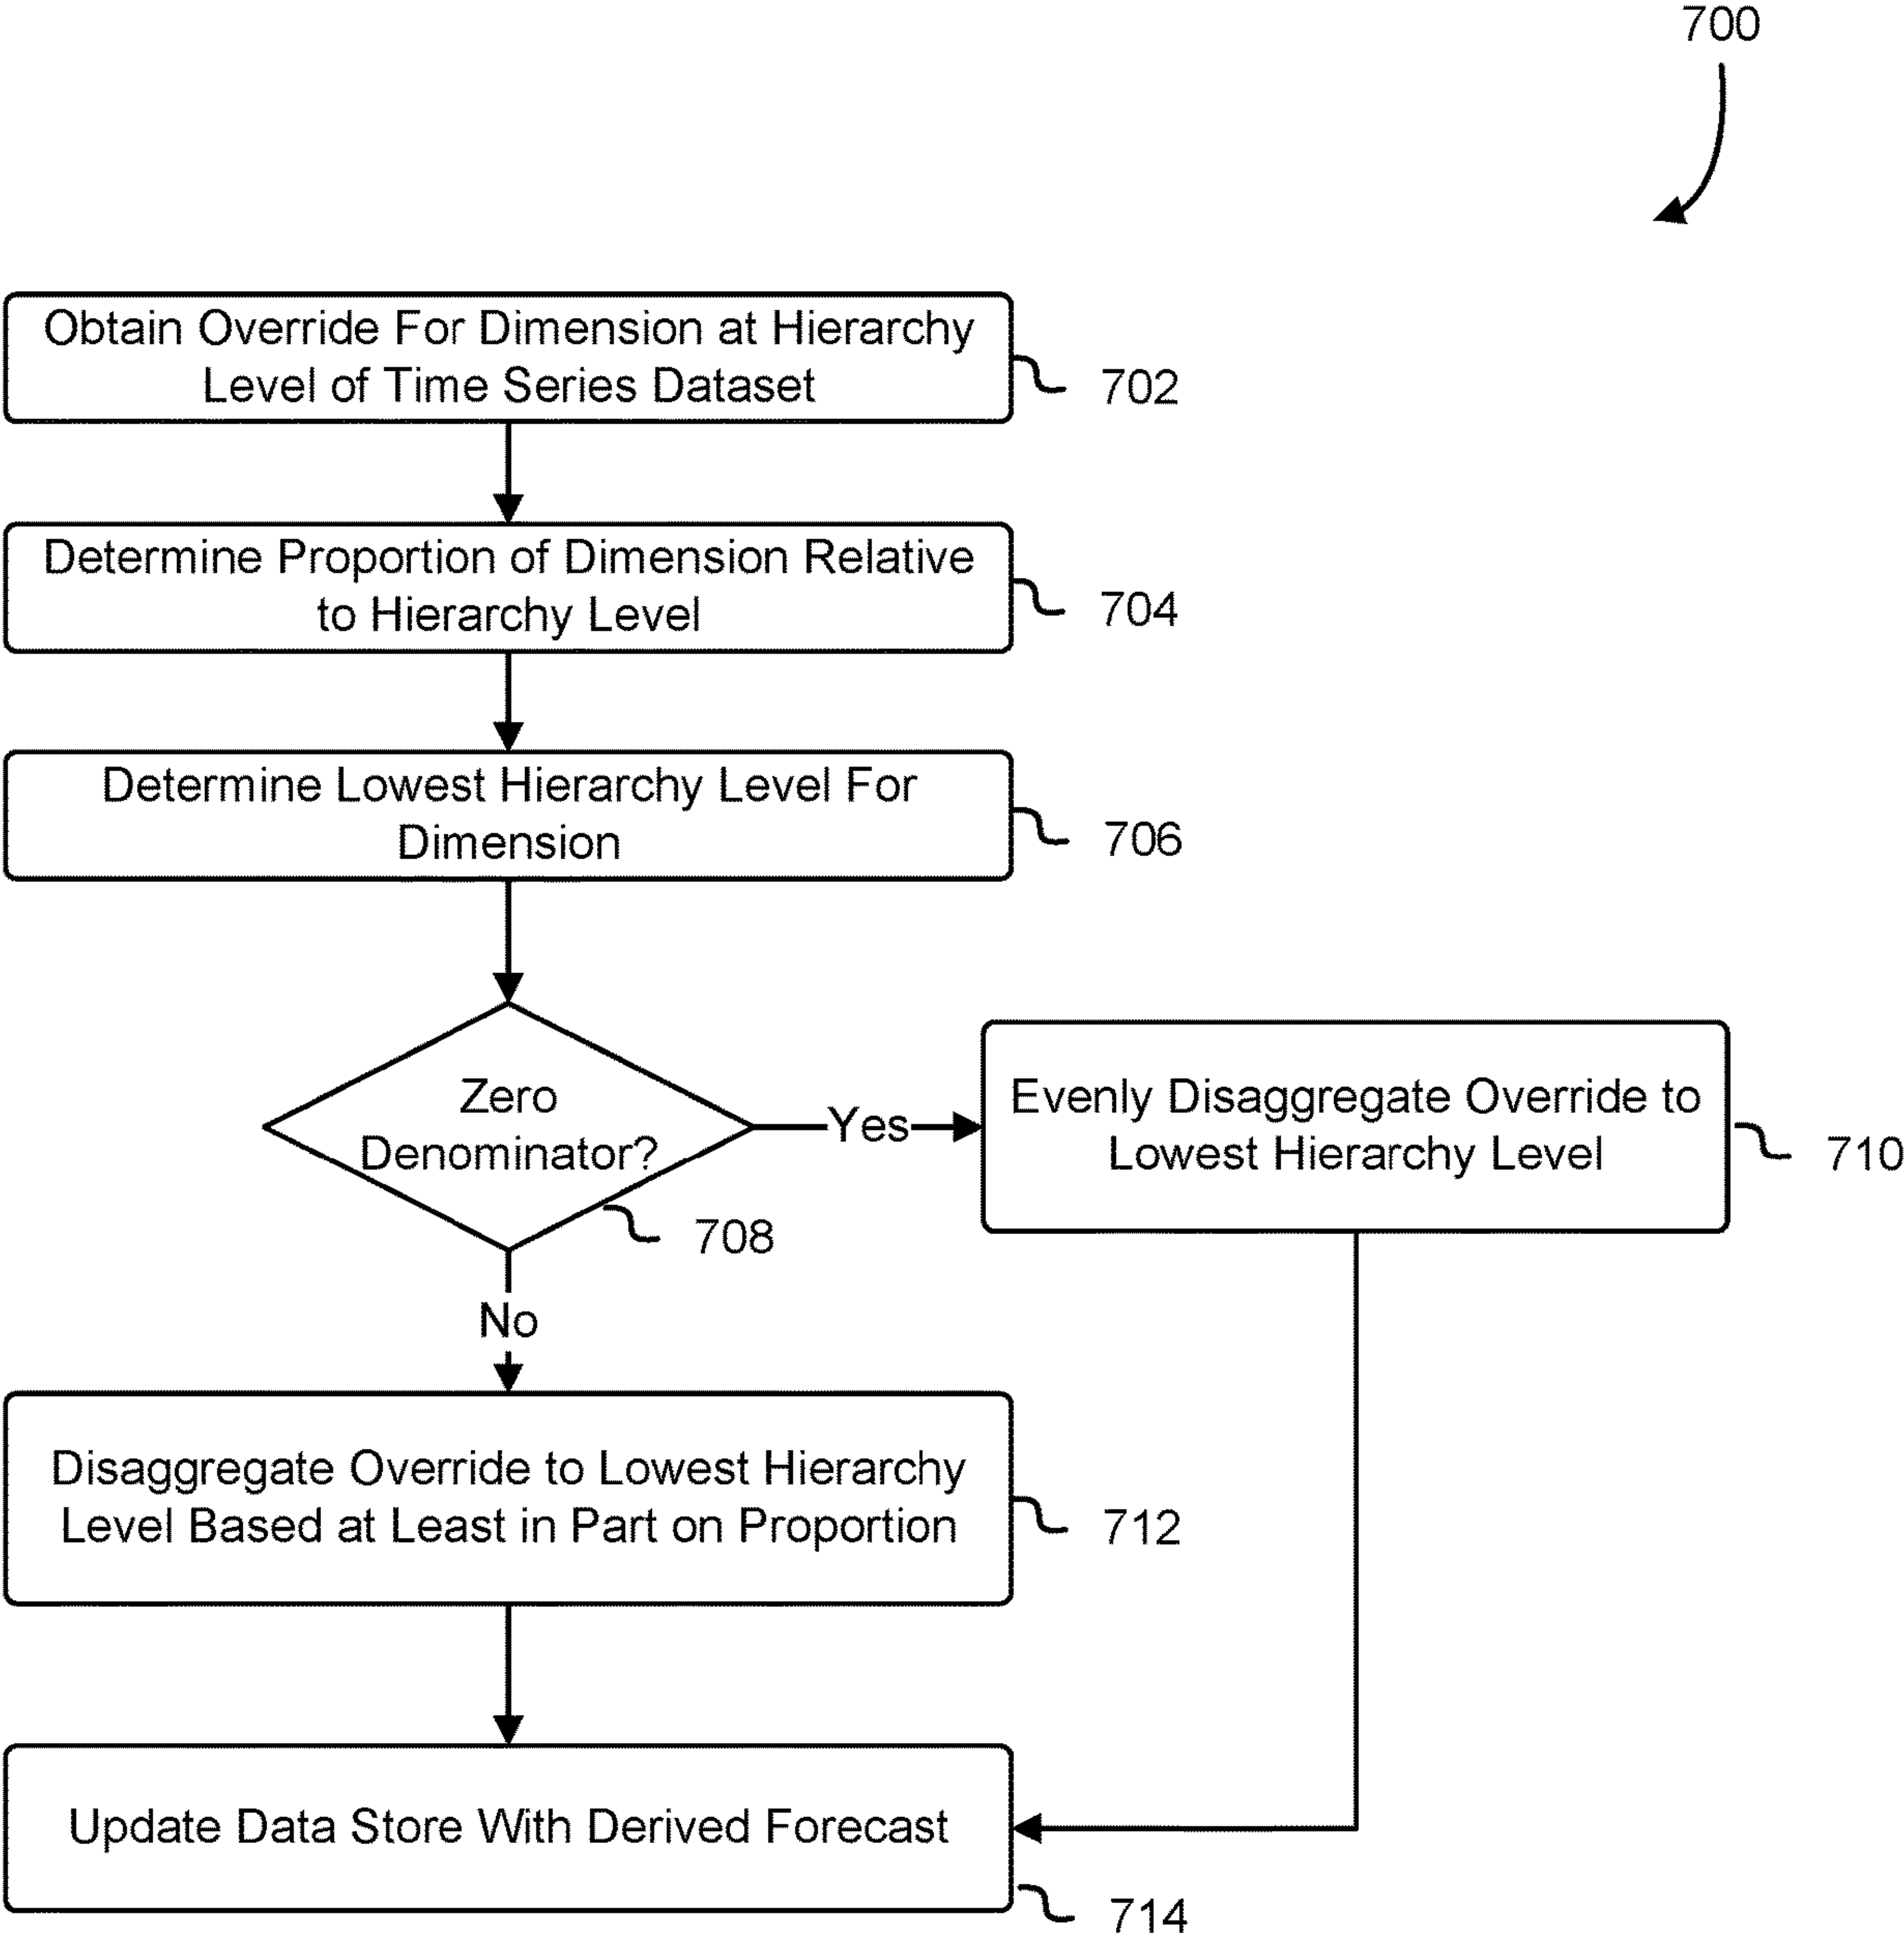 700
Obtain Override For Dimension at Hierarchy
Level of Time Series Dataset
702
Determine Proportion of Dimension Relative
to Hierarchy Level
704
Determine Lowest Hierarchy Level For
Dimension
706
Zero
Denominator?
708
Yes
Evenly Disaggregate Override to
Lowest Hierarchy Level
710
No
Disaggregate Override to Lowest Hierarchy
Level Based at Least in Part on Proportion
712
Update Data Store With Derived Forecast
714